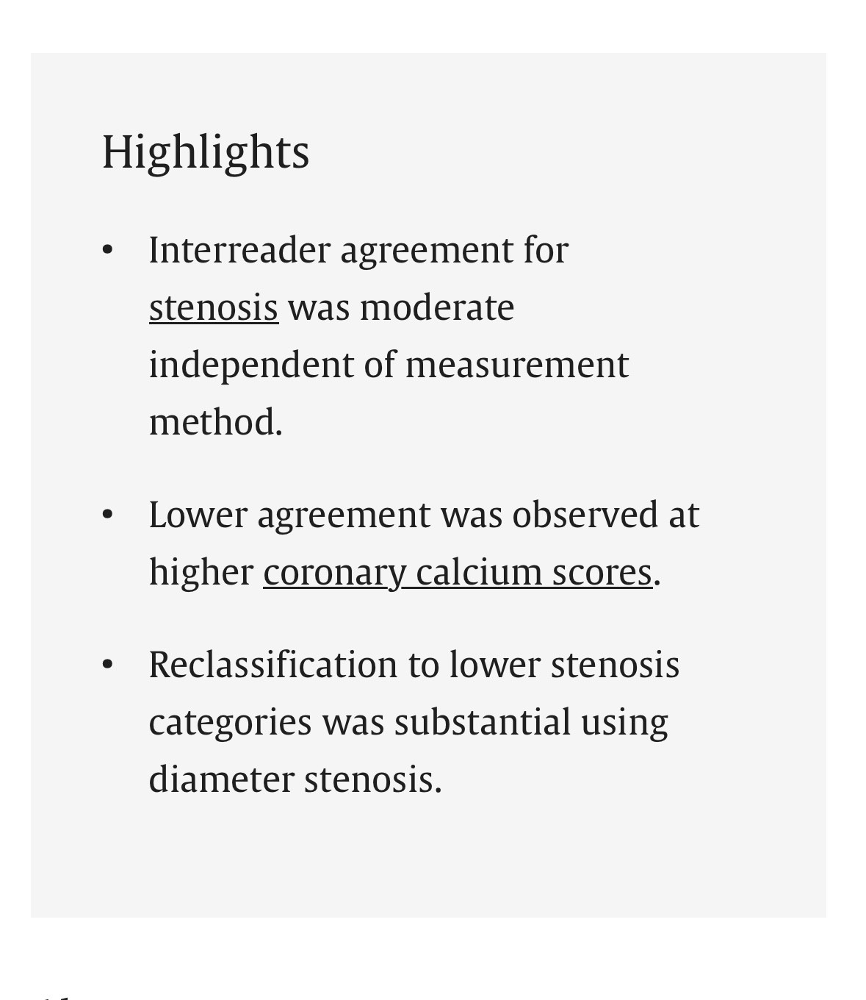 Highlights
• Interreader agreement for
stenosis was moderate
independent of measurement
method.
• Lower agreement was observed at
higher coronary calcium scores.
• Reclassification to lower stenosis
categories was substantial using
diameter stenosis.